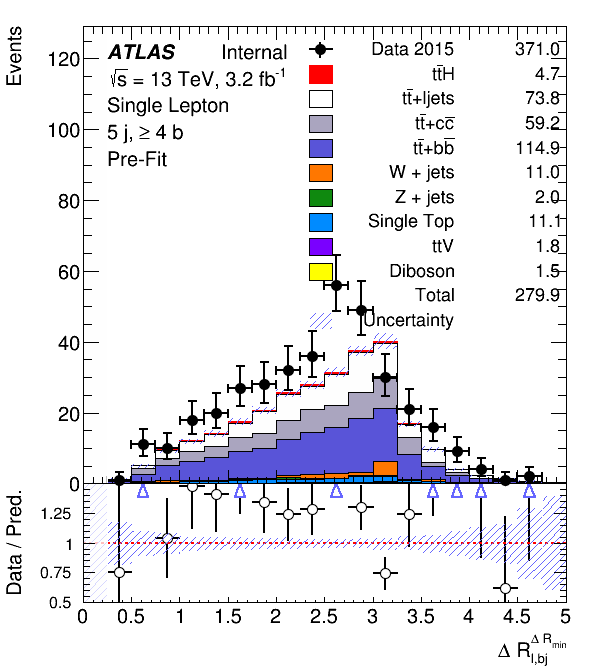 Events
120
100
80
60
40
20
0
ATLAS Internal
√s = 13 TeV, 3.2 fb⁻¹
Single Lepton
5 j, ≥ 4 b
Pre-Fit
Data 2015 371.0
tt̄H 4.7
tt̄+ljets 73.8
tt̄+cc̄ 59.2
tt̄+bb̄ 114.9
W + jets 11.0
Z + jets 2.0
Single Top 11.1
ttV 1.8
Diboson 1.5
Total 279.9
Uncertainty
Data / Pred.
1.25
1
0.75
0.5
0 0.5 1 1.5 2 2.5 3 3.5 4 4.5 5
Δ R_{l,bj}^{Δ R_{min}}